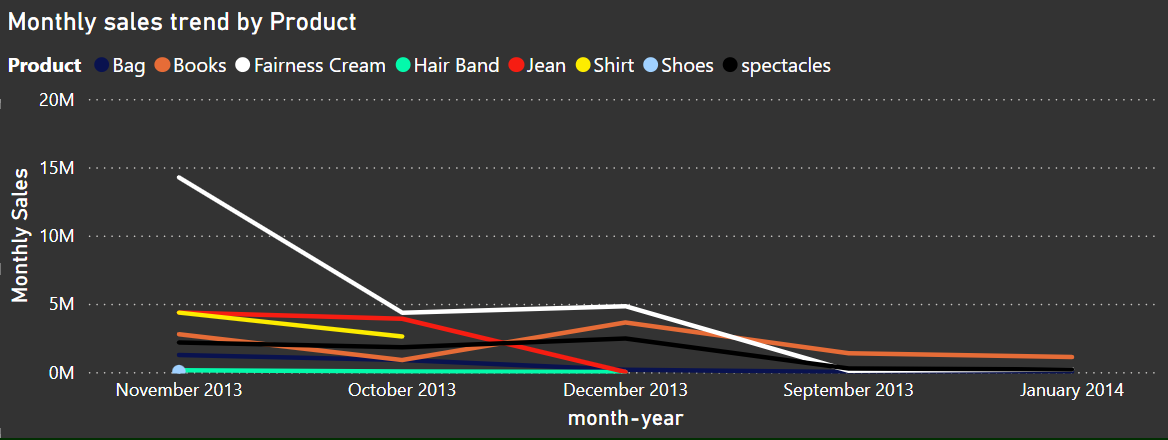 Monthly sales trend by Product
Product Bag Books Fairness Cream Hair Band Jean Shirt Shoes spectacles
20M
15M
10M
5M
0M
Monthly Sales
November 2013 October 2013 December 2013 September 2013 January 2014
month-year